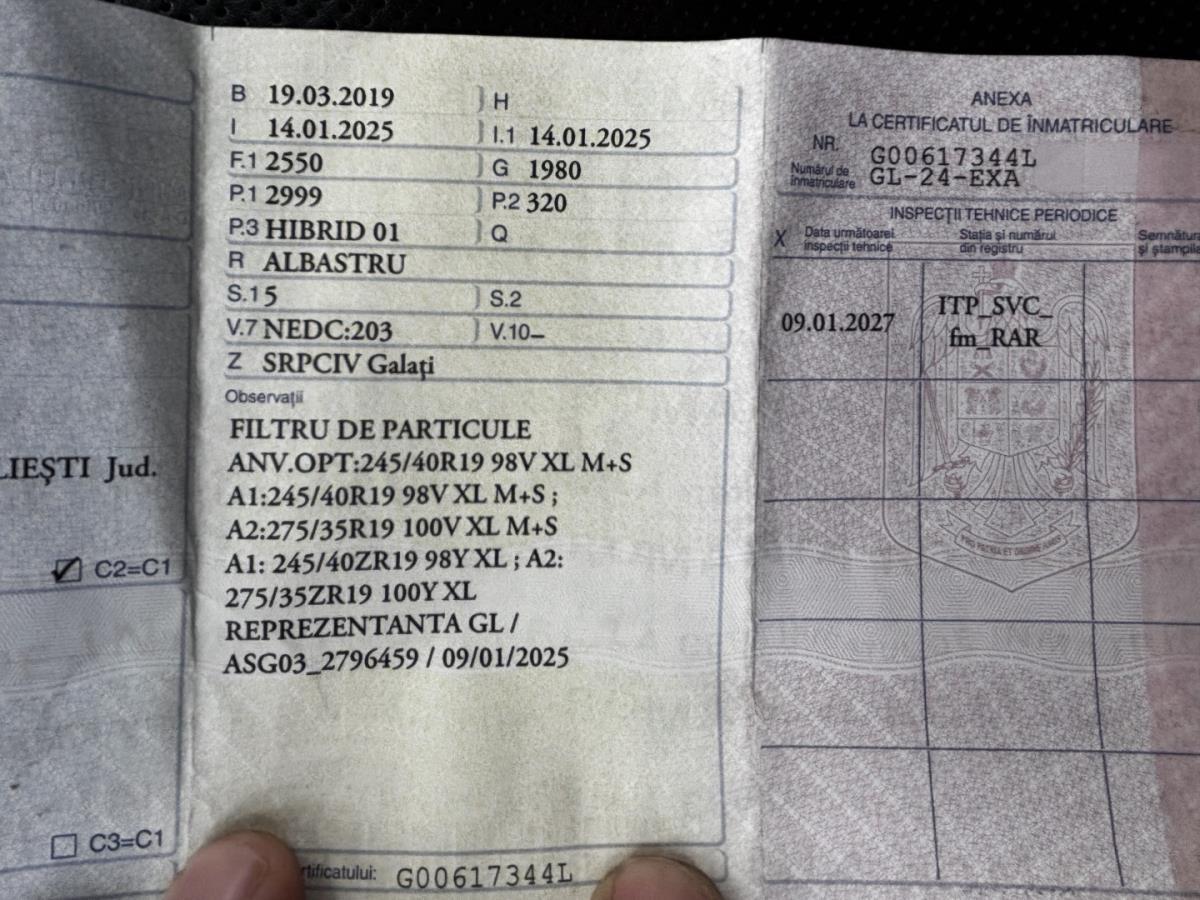 LIEŞTI Jud.
C2=C1
C3=C1
B 19.03.2019 H
I 14.01.2025 I.1 14.01.2025
F.1 2550 G 1980
P.1 2999 P.2 320
P.3 HIBRID 01 Q
R ALBASTRU
S.1 5 S.2
V.7 NEDC:203 V.10–
Z SRPCIV Galaţi
Observaţii
FILTRU DE PARTICULE
ANV.OPT:245/40R19 98V XL M+S
A1:245/40R19 98V XL M+S ;
A2:275/35R19 100V XL M+S
A1: 245/40ZR19 98Y XL ; A2:
275/35ZR19 100Y XL
REPREZENTANTA GL /
ASG03_2796459 / 09/01/2025
rtificatului: G00617344L
ANEXA
LA CERTIFICATUL DE ÎNMATRICULARE
NR. G00617344L
Numărul de înmatriculare GL-24-EXA
INSPECŢII TEHNICE PERIODICE
X Data următoarei inspecţii tehnice
Staţia şi numărul din registru
Semnătura şi ştampila
09.01.2027
ITP_SVC_
fm_RAR